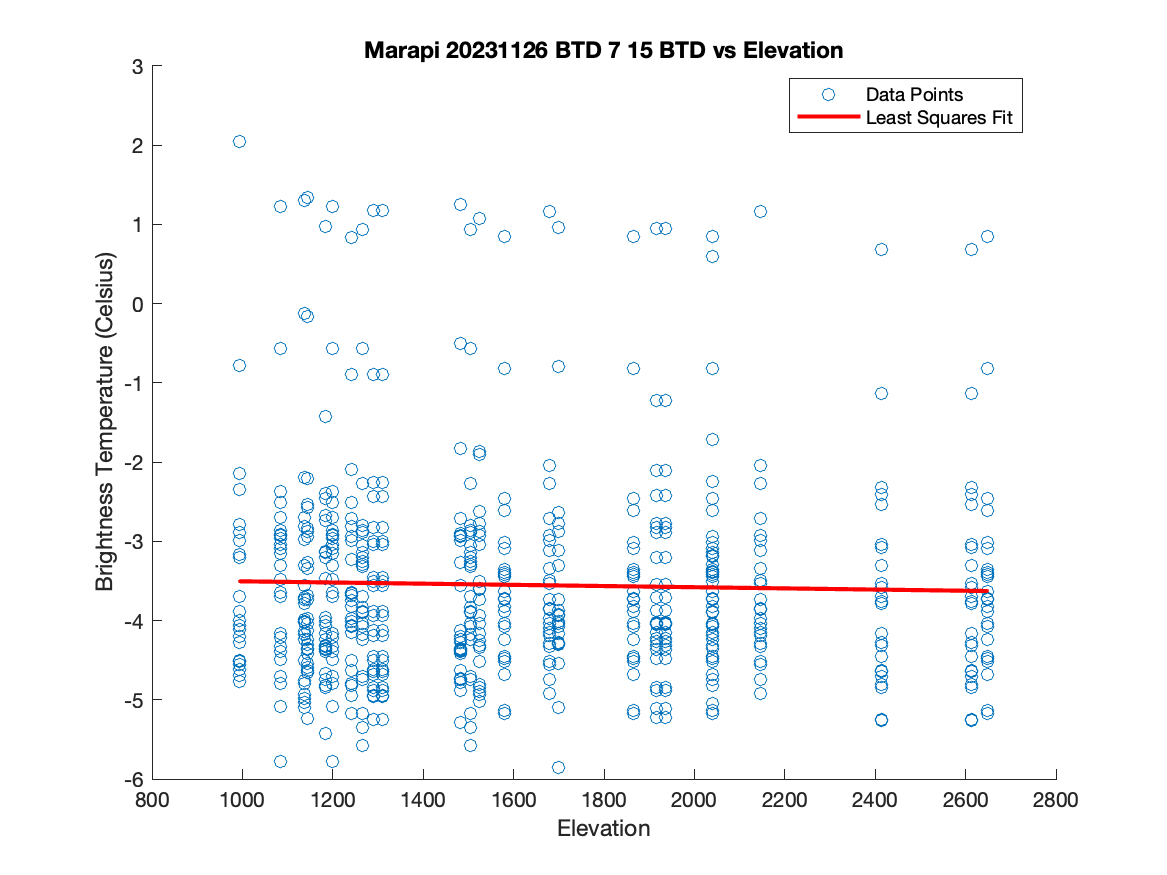 Marapi 20231126 BTD 7 15 BTD vs Elevation
Data Points
Least Squares Fit
Brightness Temperature (Celsius)
3
2
1
0
-1
-2
-3
-4
-5
-6
800 1000 1200 1400 1600 1800 2000 2200 2400 2600 2800
Elevation